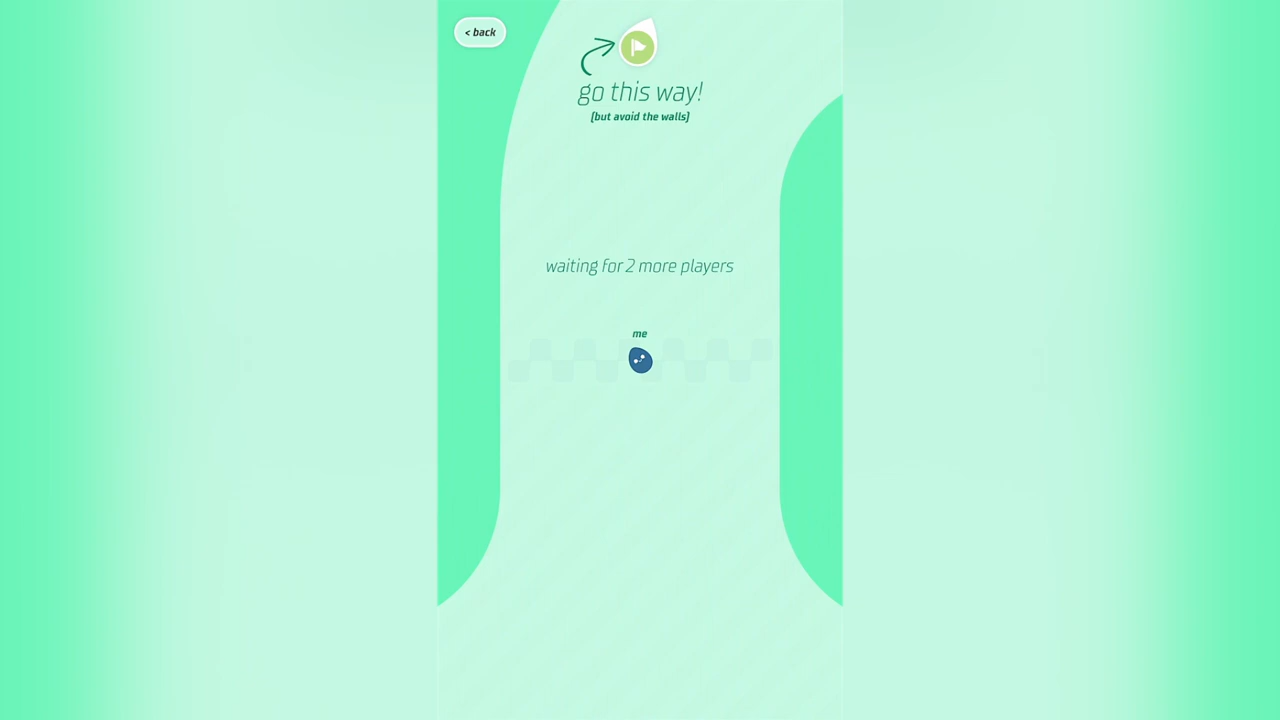 < back
go this way!
[but avoid the walls]
waiting for 2 more players
me